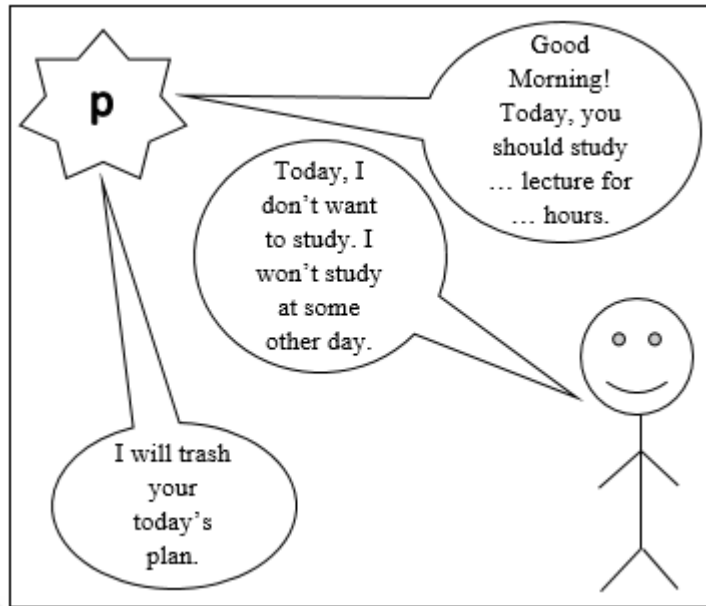 p
Good
Morning!
Today, you
should study
… lecture for
… hours.
Today, I
don’t want
to study. I
won’t study
at some
other day.
I will trash
your
today’s
plan.